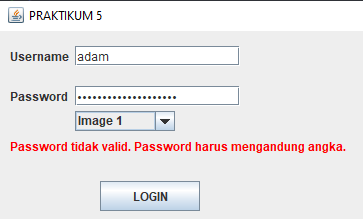 PRAKTIKUM 5
Username adam
Password ••••••••••••••••••••
Image 1
Password tidak valid. Password harus mengandung angka.
LOGIN